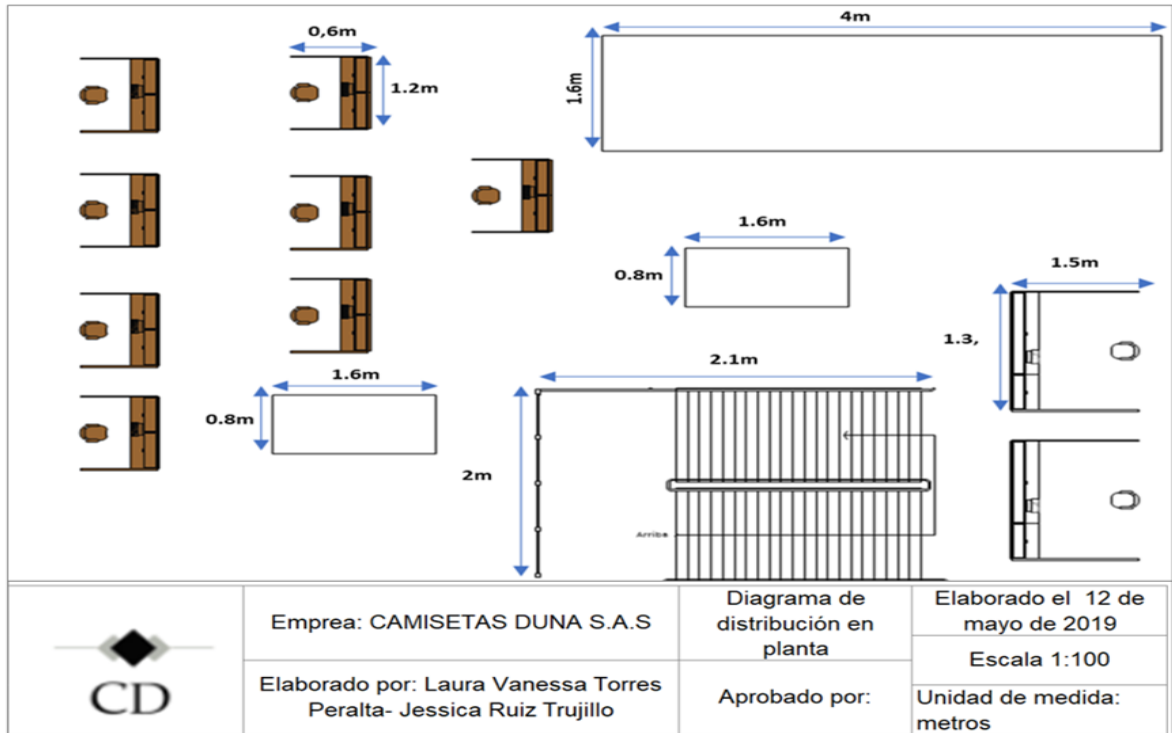 4m
0,6m
1.6m
1.2m
1.6m
0.8m
1.5m
1.3,
2.1m
1.6m
0.8m
2m
Arriba
CD
Emprea: CAMISETAS DUNA S.A.S
Elaborado por: Laura Vanessa Torres
Peralta- Jessica Ruiz Trujillo
Diagrama de
distribución en
planta
Aprobado por:
Elaborado el 12 de
mayo de 2019
Escala 1:100
Unidad de medida:
metros